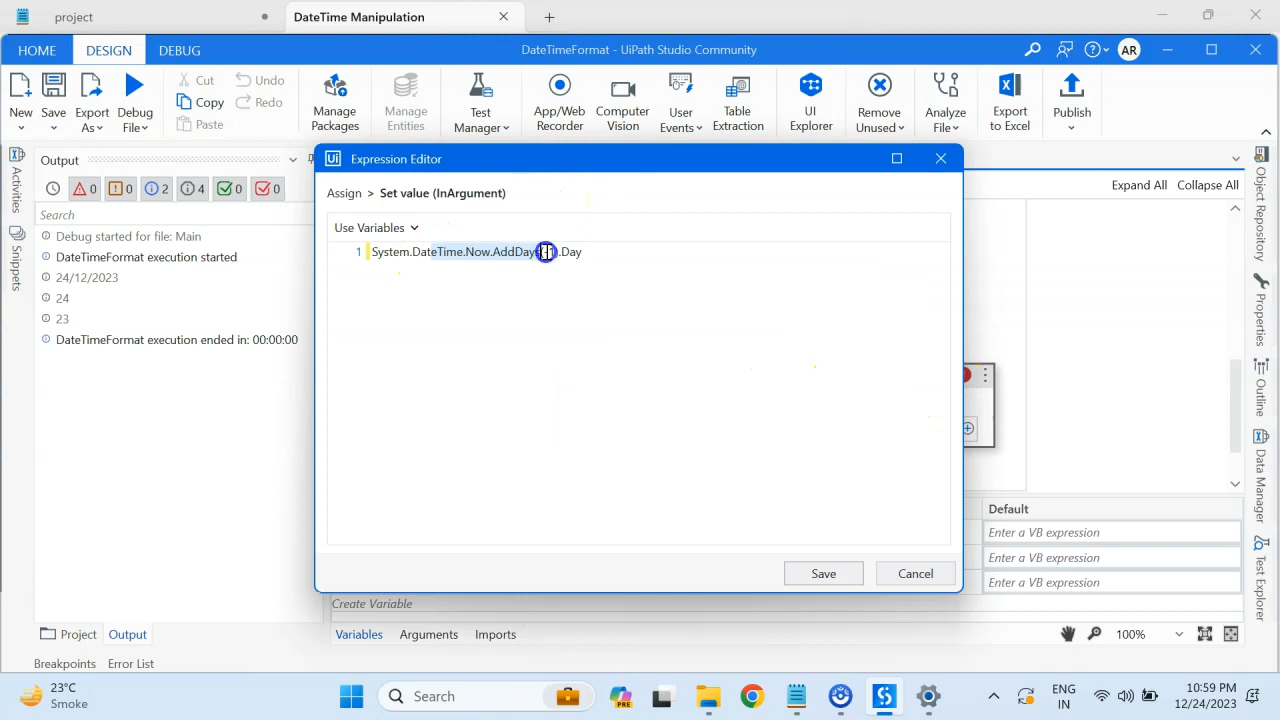 project
DateTime Manipulation
HOME
DESIGN
DEBUG
DateTimeFormat - UiPath Studio Community
AR
New
Save
Export As
Debug File
Cut
Copy
Paste
Undo
Redo
Manage Packages
Manage Entities
Test Manager
App/Web Recorder
Computer Vision
User Events
Table Extraction
UI Explorer
Remove Unused
Analyze File
Export to Excel
Publish
Activities
Snippets
Output
0
0
2
4
0
0
Search
Debug started for file: Main
DateTimeFormat execution started
24/12/2023
24
23
DateTimeFormat execution ended in: 00:00:00
Expression Editor
Assign > Set value (InArgument)
Use Variables
1 System.DateTime.Now.AddDays .Day
Save
Cancel
Expand All
Collapse All
Object Repository
Properties
Outline
Data Manager
Test Explorer
Default
Enter a VB expression
Enter a VB expression
Enter a VB expression
Create Variable
Variables
Arguments
Imports
100%
Project
Output
Breakpoints
Error List
23°C
Smoke
Search
PRE
ENG
IN
10:59 PM
12/24/2023